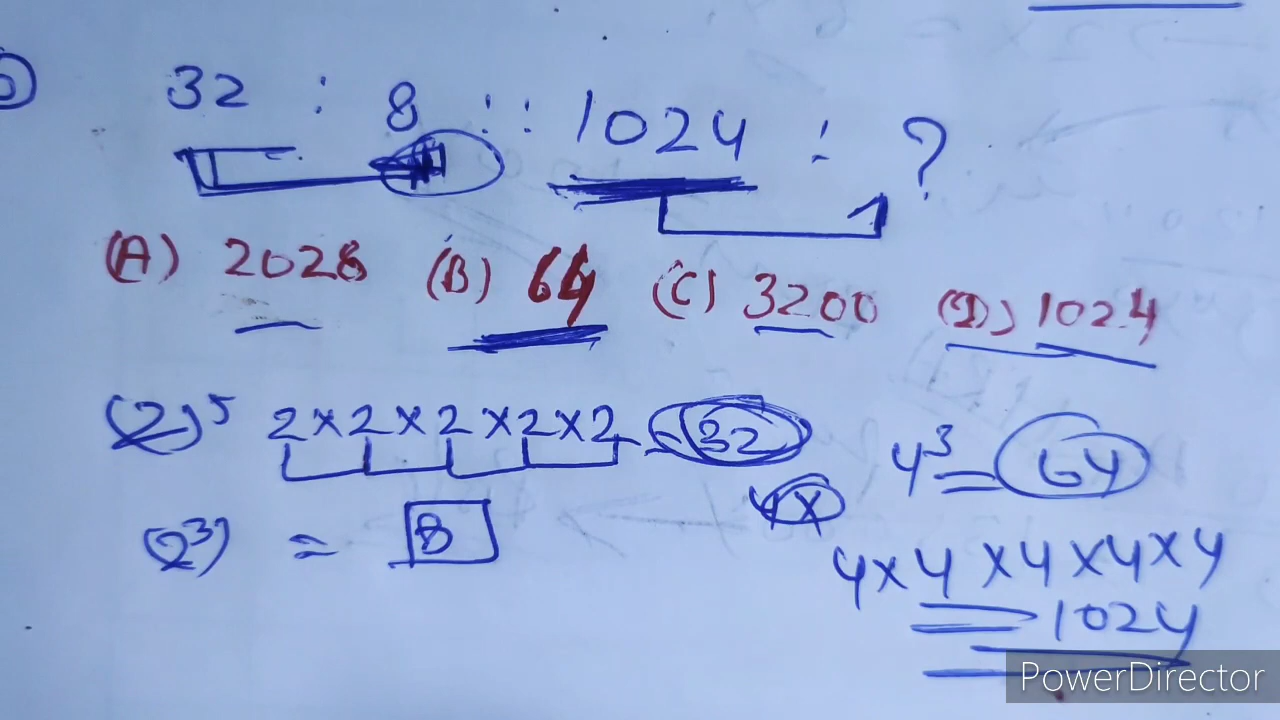 32 : 8 :: 1024 : ?
(A) 2028 (B) 64 (C) 3200 (D) 1024
(2)⁵ 2×2×2×2×2 = 32
4³ = 64
(2³) = 8
4×4×4×4×4
1024
PowerDirector